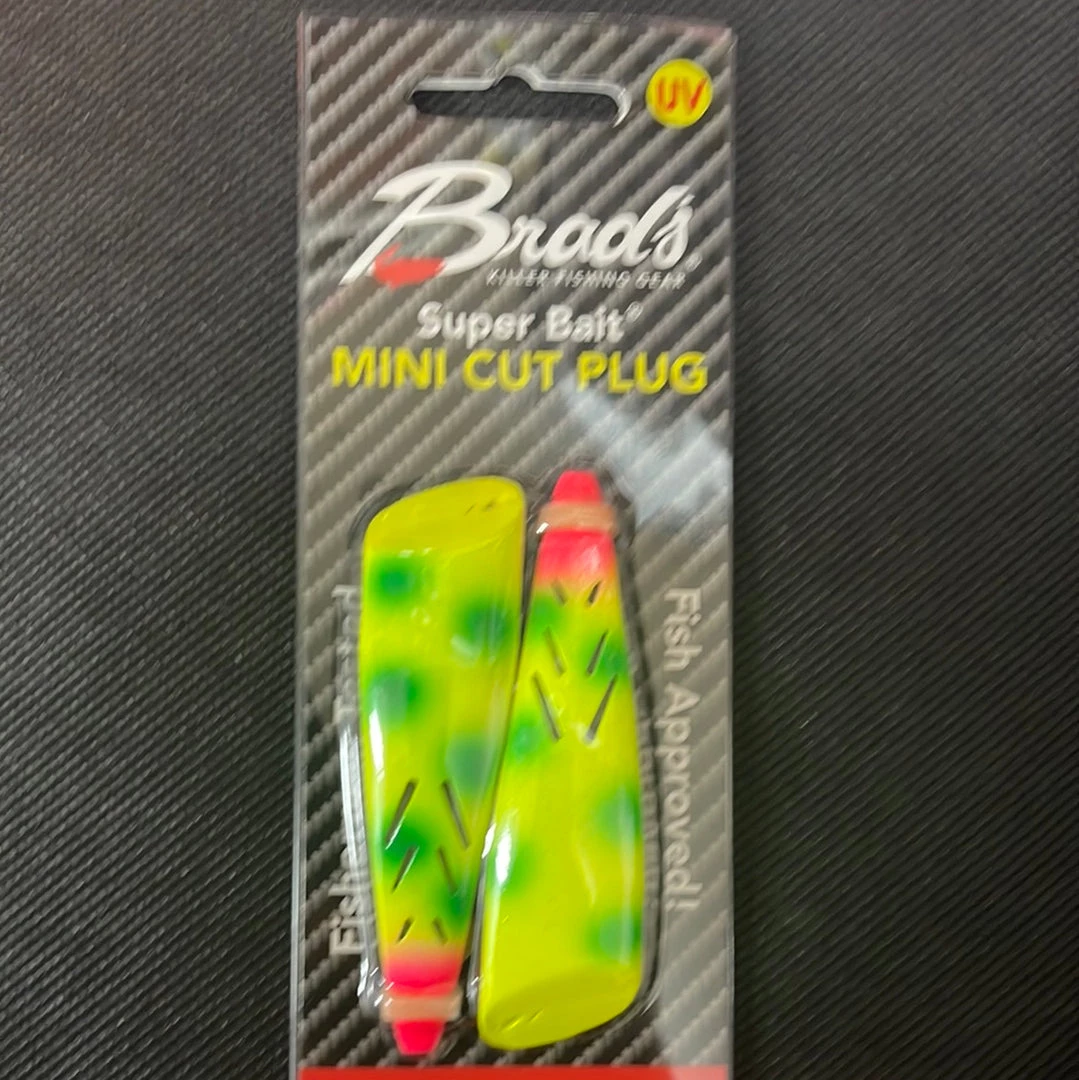 UV
Brad's®
KILLER FISHING GEAR
Super Bait®
MINI CUT PLUG
Fish Approved!